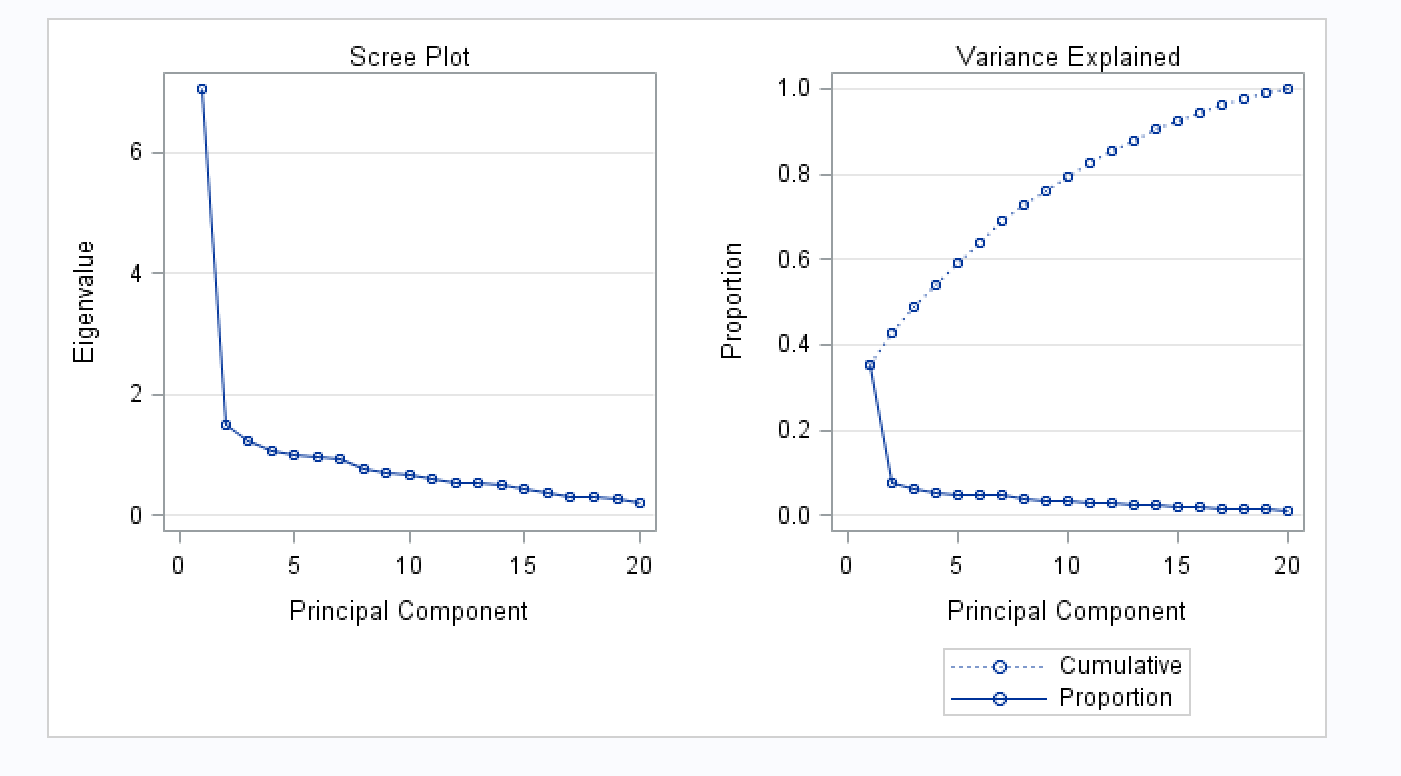 Scree Plot
6
4
2
0
Eigenvalue
0 5 10 15 20
Principal Component
Variance Explained
1.0
0.8
0.6
0.4
0.2
0.0
Proportion
0 5 10 15 20
Principal Component
Cumulative
Proportion